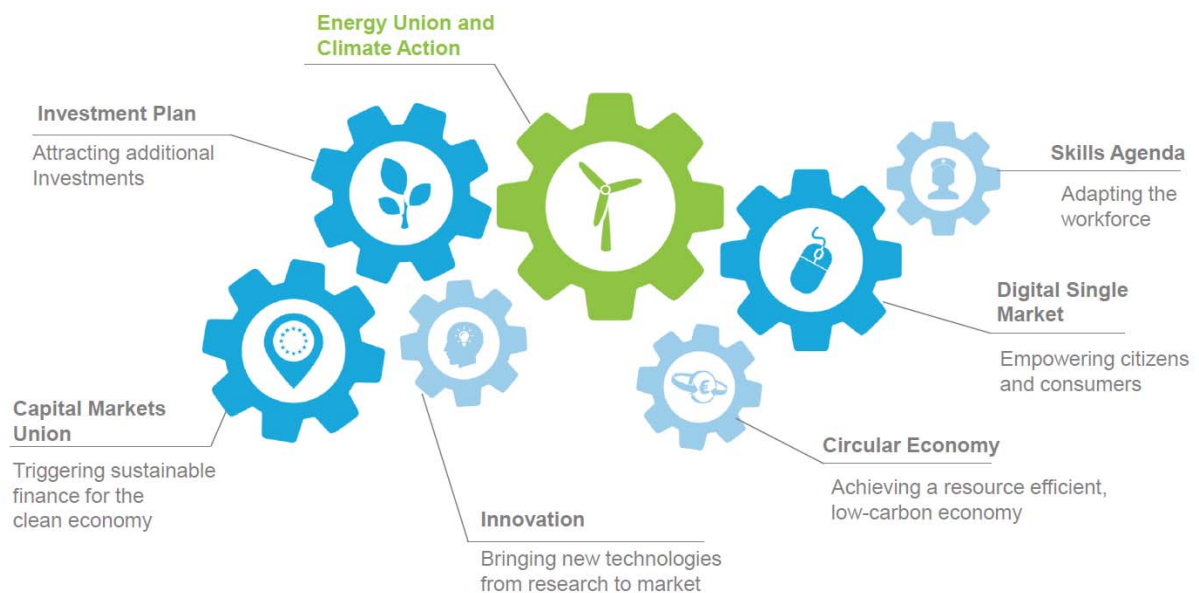 Energy Union and
Climate Action
Investment Plan
Attracting additional
Investments
Skills Agenda
Adapting the
workforce
Digital Single
Market
Empowering citizens
and consumers
Capital Markets
Union
Triggering sustainable
finance for the
clean economy
Circular Economy
Achieving a resource efficient,
low-carbon economy
Innovation
Bringing new technologies
from research to market
€